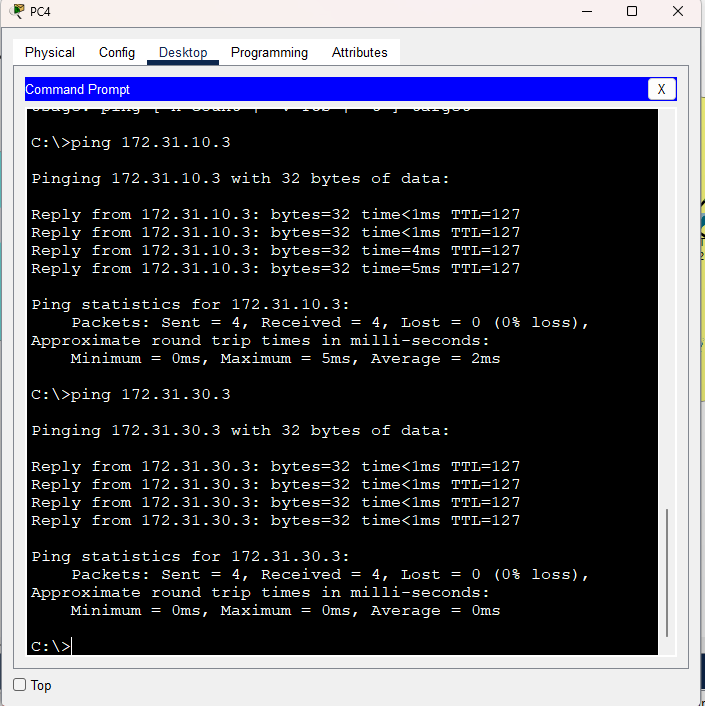 PC4
Physical Config Desktop Programming Attributes
Command Prompt
X
C:\>ping 172.31.10.3
Pinging 172.31.10.3 with 32 bytes of data:
Reply from 172.31.10.3: bytes=32 time<1ms TTL=127
Reply from 172.31.10.3: bytes=32 time<1ms TTL=127
Reply from 172.31.10.3: bytes=32 time=4ms TTL=127
Reply from 172.31.10.3: bytes=32 time=5ms TTL=127
Ping statistics for 172.31.10.3:
Packets: Sent = 4, Received = 4, Lost = 0 (0% loss),
Approximate round trip times in milli-seconds:
Minimum = 0ms, Maximum = 5ms, Average = 2ms
C:\>ping 172.31.30.3
Pinging 172.31.30.3 with 32 bytes of data:
Reply from 172.31.30.3: bytes=32 time<1ms TTL=127
Reply from 172.31.30.3: bytes=32 time<1ms TTL=127
Reply from 172.31.30.3: bytes=32 time<1ms TTL=127
Reply from 172.31.30.3: bytes=32 time<1ms TTL=127
Ping statistics for 172.31.30.3:
Packets: Sent = 4, Received = 4, Lost = 0 (0% loss),
Approximate round trip times in milli-seconds:
Minimum = 0ms, Maximum = 0ms, Average = 0ms
C:\>
Top